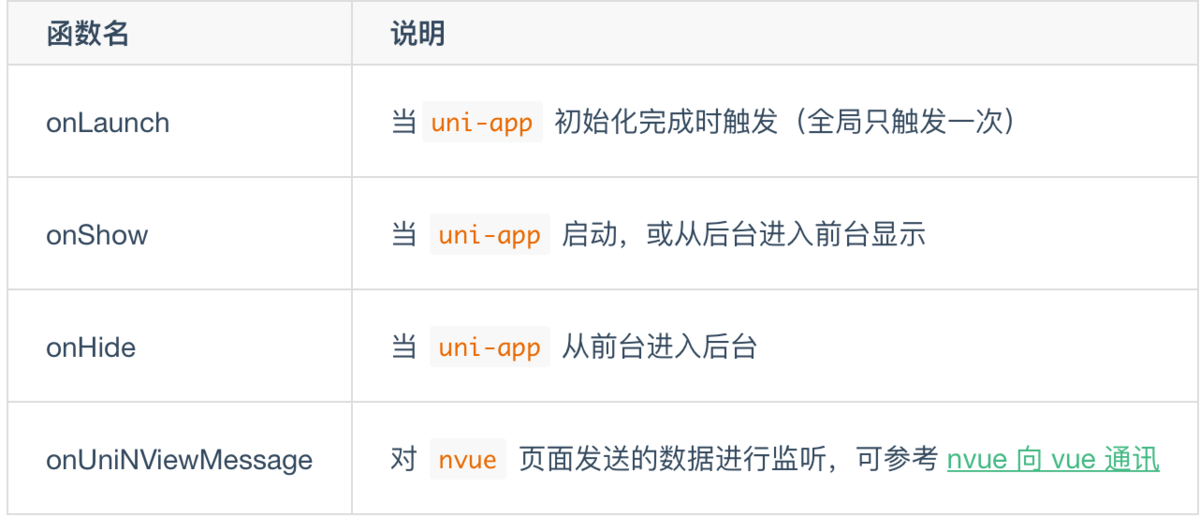 函数名 说明
onLaunch 当 uni-app 初始化完成时触发（全局只触发一次）
onShow 当 uni-app 启动，或从后台进入前台显示
onHide 当 uni-app 从前台进入后台
onUniNViewMessage 对 nvue 页面发送的数据进行监听，可参考 nvue 向 vue 通讯